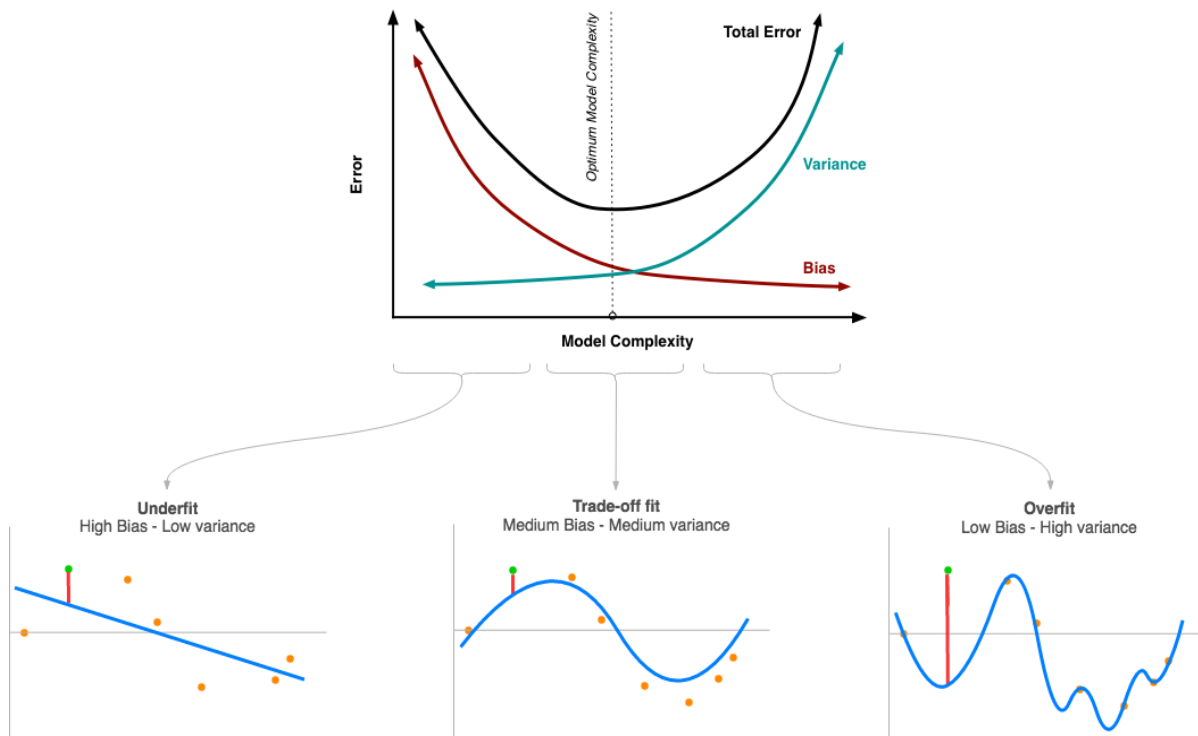 Total Error
Optimum Model Complexity
Variance
Error
Bias
Model Complexity
Underfit
High Bias - Low variance
Trade-off fit
Medium Bias - Medium variance
Overfit
Low Bias - High variance